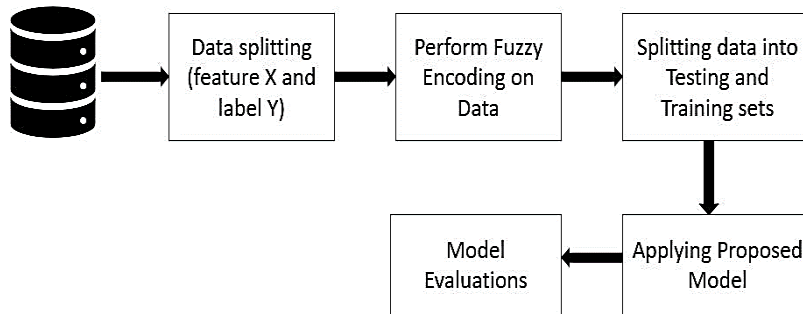 Data splitting
(feature X and
label Y)
Perform Fuzzy
Encoding on
Data
Splitting data into
Testing and
Training sets
Applying Proposed
Model
Model
Evaluations